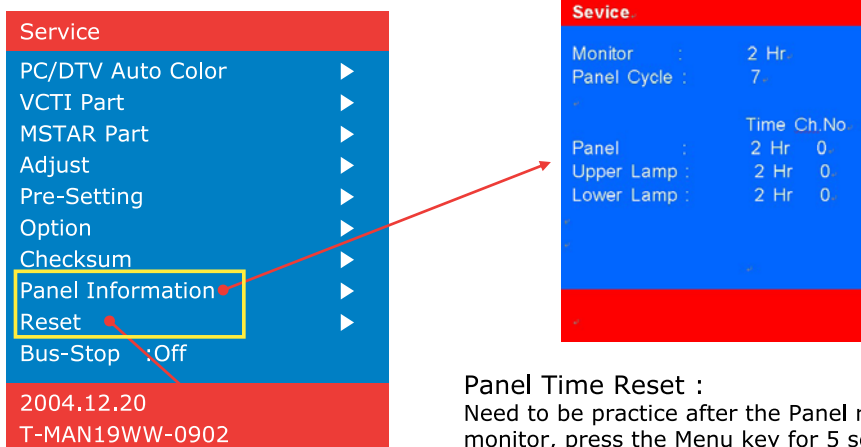 Service
PC/DTV Auto Color
VCTI Part
MSTAR Part
Adjust
Pre-Setting
Option
Checksum
Panel Information
Reset
Bus-Stop :Off
2004.12.20
T-MAN19WW-0902
Sevice
Monitor : 2 Hr
Panel Cycle : 7
Time Ch.No
Panel : 2 Hr 0
Upper Lamp : 2 Hr 0
Lower Lamp : 2 Hr 0
Panel Time Reset :
Need to be practice after the Panel
monitor, press the Menu key for 5